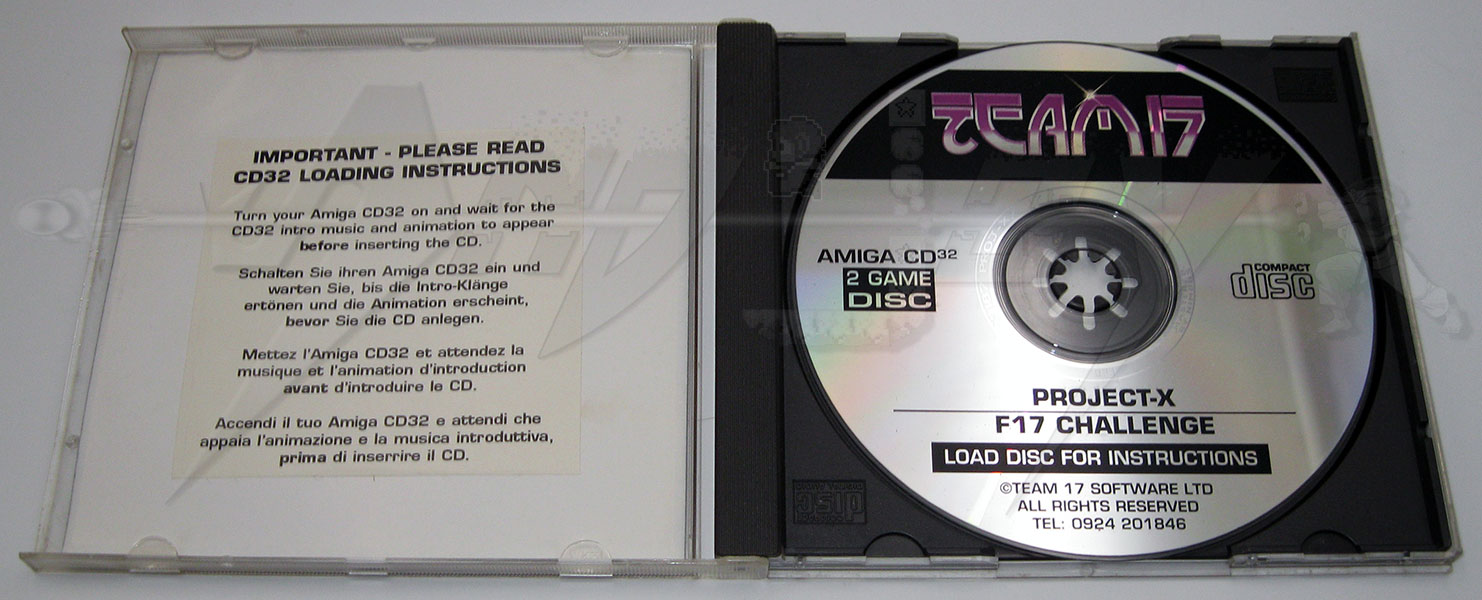 IMPORTANT - PLEASE READ
CD32 LOADING INSTRUCTIONS
Turn your Amiga CD32 on and wait for the
CD32 intro music and animation to appear
before inserting the CD.
Schalten Sie ihren Amiga CD32 ein und
warten Sie, bis die Intro-Klänge
ertönen und die Animation erscheint,
bevor Sie die CD anlegen.
Mettez l'Amiga CD32 et attendez la
musique et l'animation d'introduction
avant d'introduire le CD.
Accendi il tuo Amiga CD32 e attendi che
appaia l'animazione e la musica introduttiva,
prima di inserrire il CD.
TEAM 17
AMIGA CD32
2 GAME
DISC
COMPACT
disc
PROJECT-X
F17 CHALLENGE
LOAD DISC FOR INSTRUCTIONS
©TEAM 17 SOFTWARE LTD
ALL RIGHTS RESERVED
TEL: 0924 201846